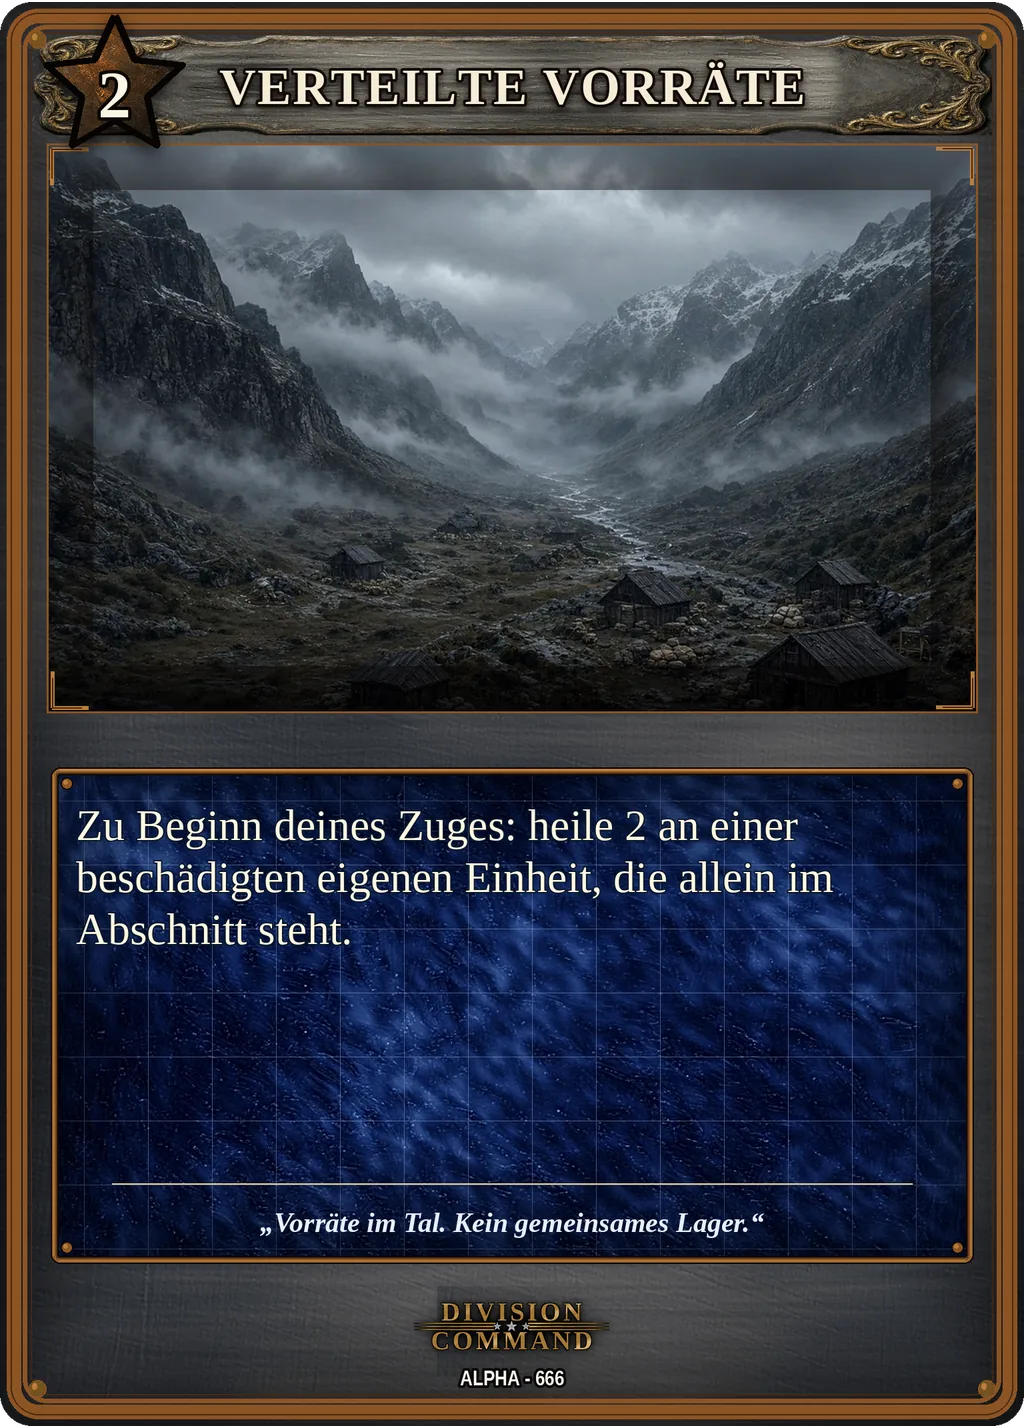 2
VERTEILTE VORRÄTE
Zu Beginn deines Zuges: heile 2 an einer
beschädigten eigenen Einheit, die allein im
Abschnitt steht.
„Vorräte im Tal. Kein gemeinsames Lager.“
DIVISION
COMMAND
ALPHA - 666